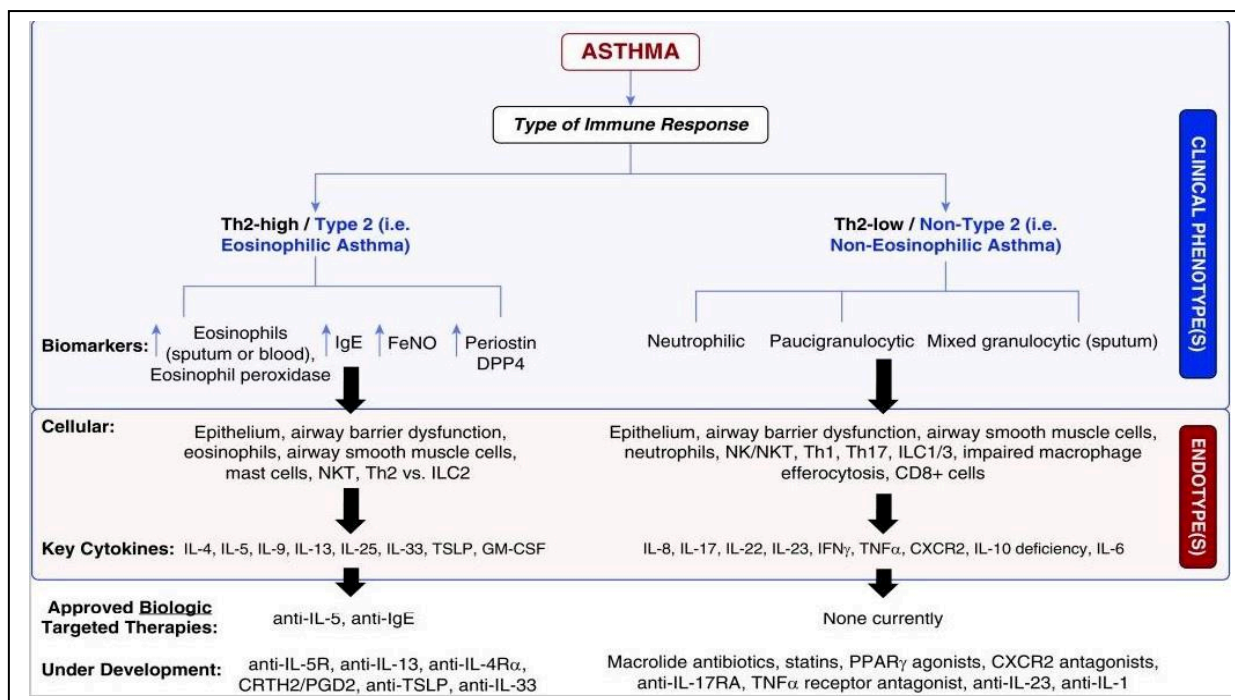 ASTHMA
Type of Immune Response
Th2-high / Type 2 (i.e.
Eosinophilic Asthma)
Th2-low / Non-Type 2 (i.e.
Non-Eosinophilic Asthma)
Biomarkers:
Eosinophils
(sputum or blood),
Eosinophil peroxidase
IgE
FeNO
Periostin
DPP4
Neutrophilic
Paucigranulocytic
Mixed granulocytic (sputum)
CLINICAL PHENOTYPE(S)
Cellular:
Epithelium, airway barrier dysfunction,
eosinophils, airway smooth muscle cells,
mast cells, NKT, Th2 vs. ILC2
Epithelium, airway barrier dysfunction, airway smooth muscle cells,
neutrophils, NK/NKT, Th1, Th17, ILC1/3, impaired macrophage
efferocytosis, CD8+ cells
Key Cytokines:
IL-4, IL-5, IL-9, IL-13, IL-25, IL-33, TSLP, GM-CSF
IL-8, IL-17, IL-22, IL-23, IFNγ, TNFα, CXCR2, IL-10 deficiency, IL-6
ENDOTYPE(S)
Approved Biologic
Targeted Therapies:
anti-IL-5, anti-IgE
None currently
Under Development:
anti-IL-5R, anti-IL-13, anti-IL-4Rα,
CRTH2/PGD2, anti-TSLP, anti-IL-33
Macrolide antibiotics, statins, PPARγ agonists, CXCR2 antagonists,
anti-IL-17RA, TNFα receptor antagonist, anti-IL-23, anti-IL-1